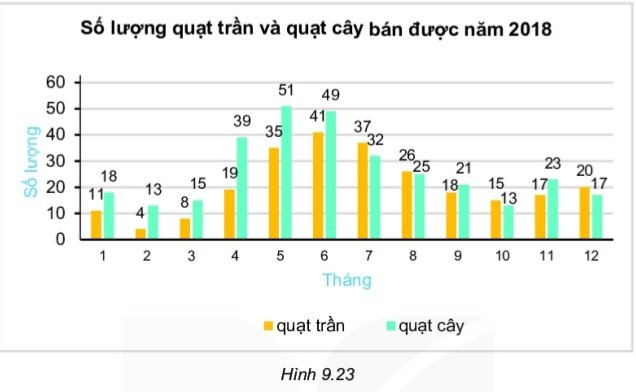 Số lượng quạt trần và quạt cây bán được năm 2018
Số lượng
60
50
40
30
20
10
0
11 18 4 13 8 15 19 39 35 51 41 49 37 32 26 25 18 21 15 13 17 23 20 17
1 2 3 4 5 6 7 8 9 10 11 12
Tháng
quạt trần quạt cây
Hình 9.23